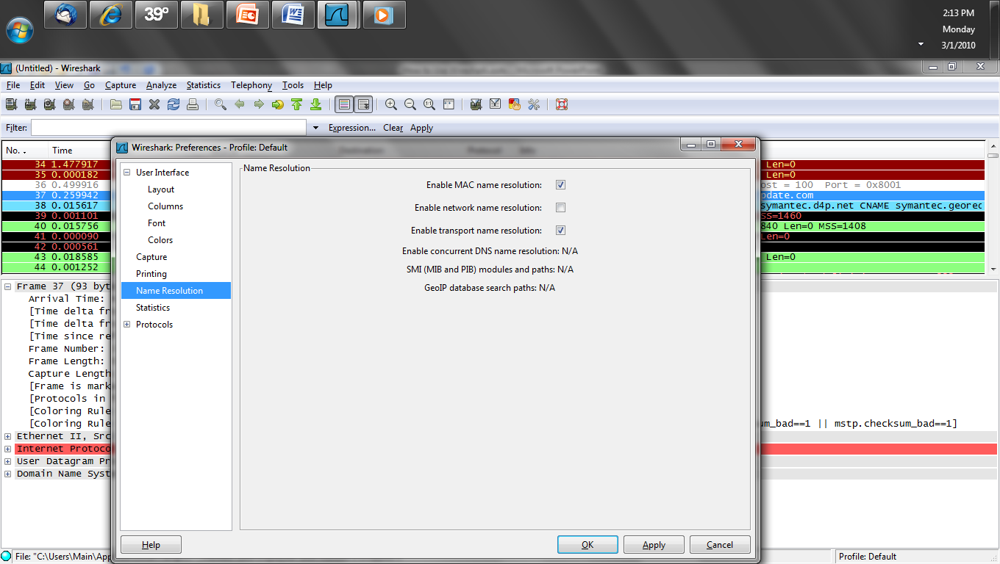 39°
2:13 PM
Monday
3/1/2010
(Untitled) - Wireshark
File Edit View Go Capture Analyze Statistics Telephony Tools Help
Filter: Expression... Clear Apply
Wireshark: Preferences - Profile: Default
No. . Time
34 1.477917 Len=0
35 0.000182 Len=0
36 0.499916 ost = 100 Port = 0x8001
37 0.259942 pdate.com
38 0.015617 symantec.d4p.net CNAME symantec.georec
39 0.001101 SS=1460
40 0.015756 840 Len=0 MSS=1408
41 0.000090 Len=0
42 0.000561
43 0.018585 Len=0
44 0.001252
User Interface
Layout
Columns
Font
Colors
Capture
Printing
Name Resolution
Statistics
Protocols
Name Resolution
Enable MAC name resolution:
Enable network name resolution:
Enable transport name resolution:
Enable concurrent DNS name resolution: N/A
SMI (MIB and PIB) modules and paths: N/A
GeoIP database search paths: N/A
Frame 37 (93 byt
Arrival Time:
[Time delta fr
[Time delta fr
[Time since re
Frame Number:
Frame Length:
Capture Length
[Frame is mark
[Protocols in
[Coloring Rule
[Coloring Rule um_bad==1 || mstp.checksum_bad==1]
Ethernet II, Src
Internet Protoco
User Datagram Pr
Domain Name Syst
Help OK Apply Cancel
File: "C:\Users\Main\App Profile: Default